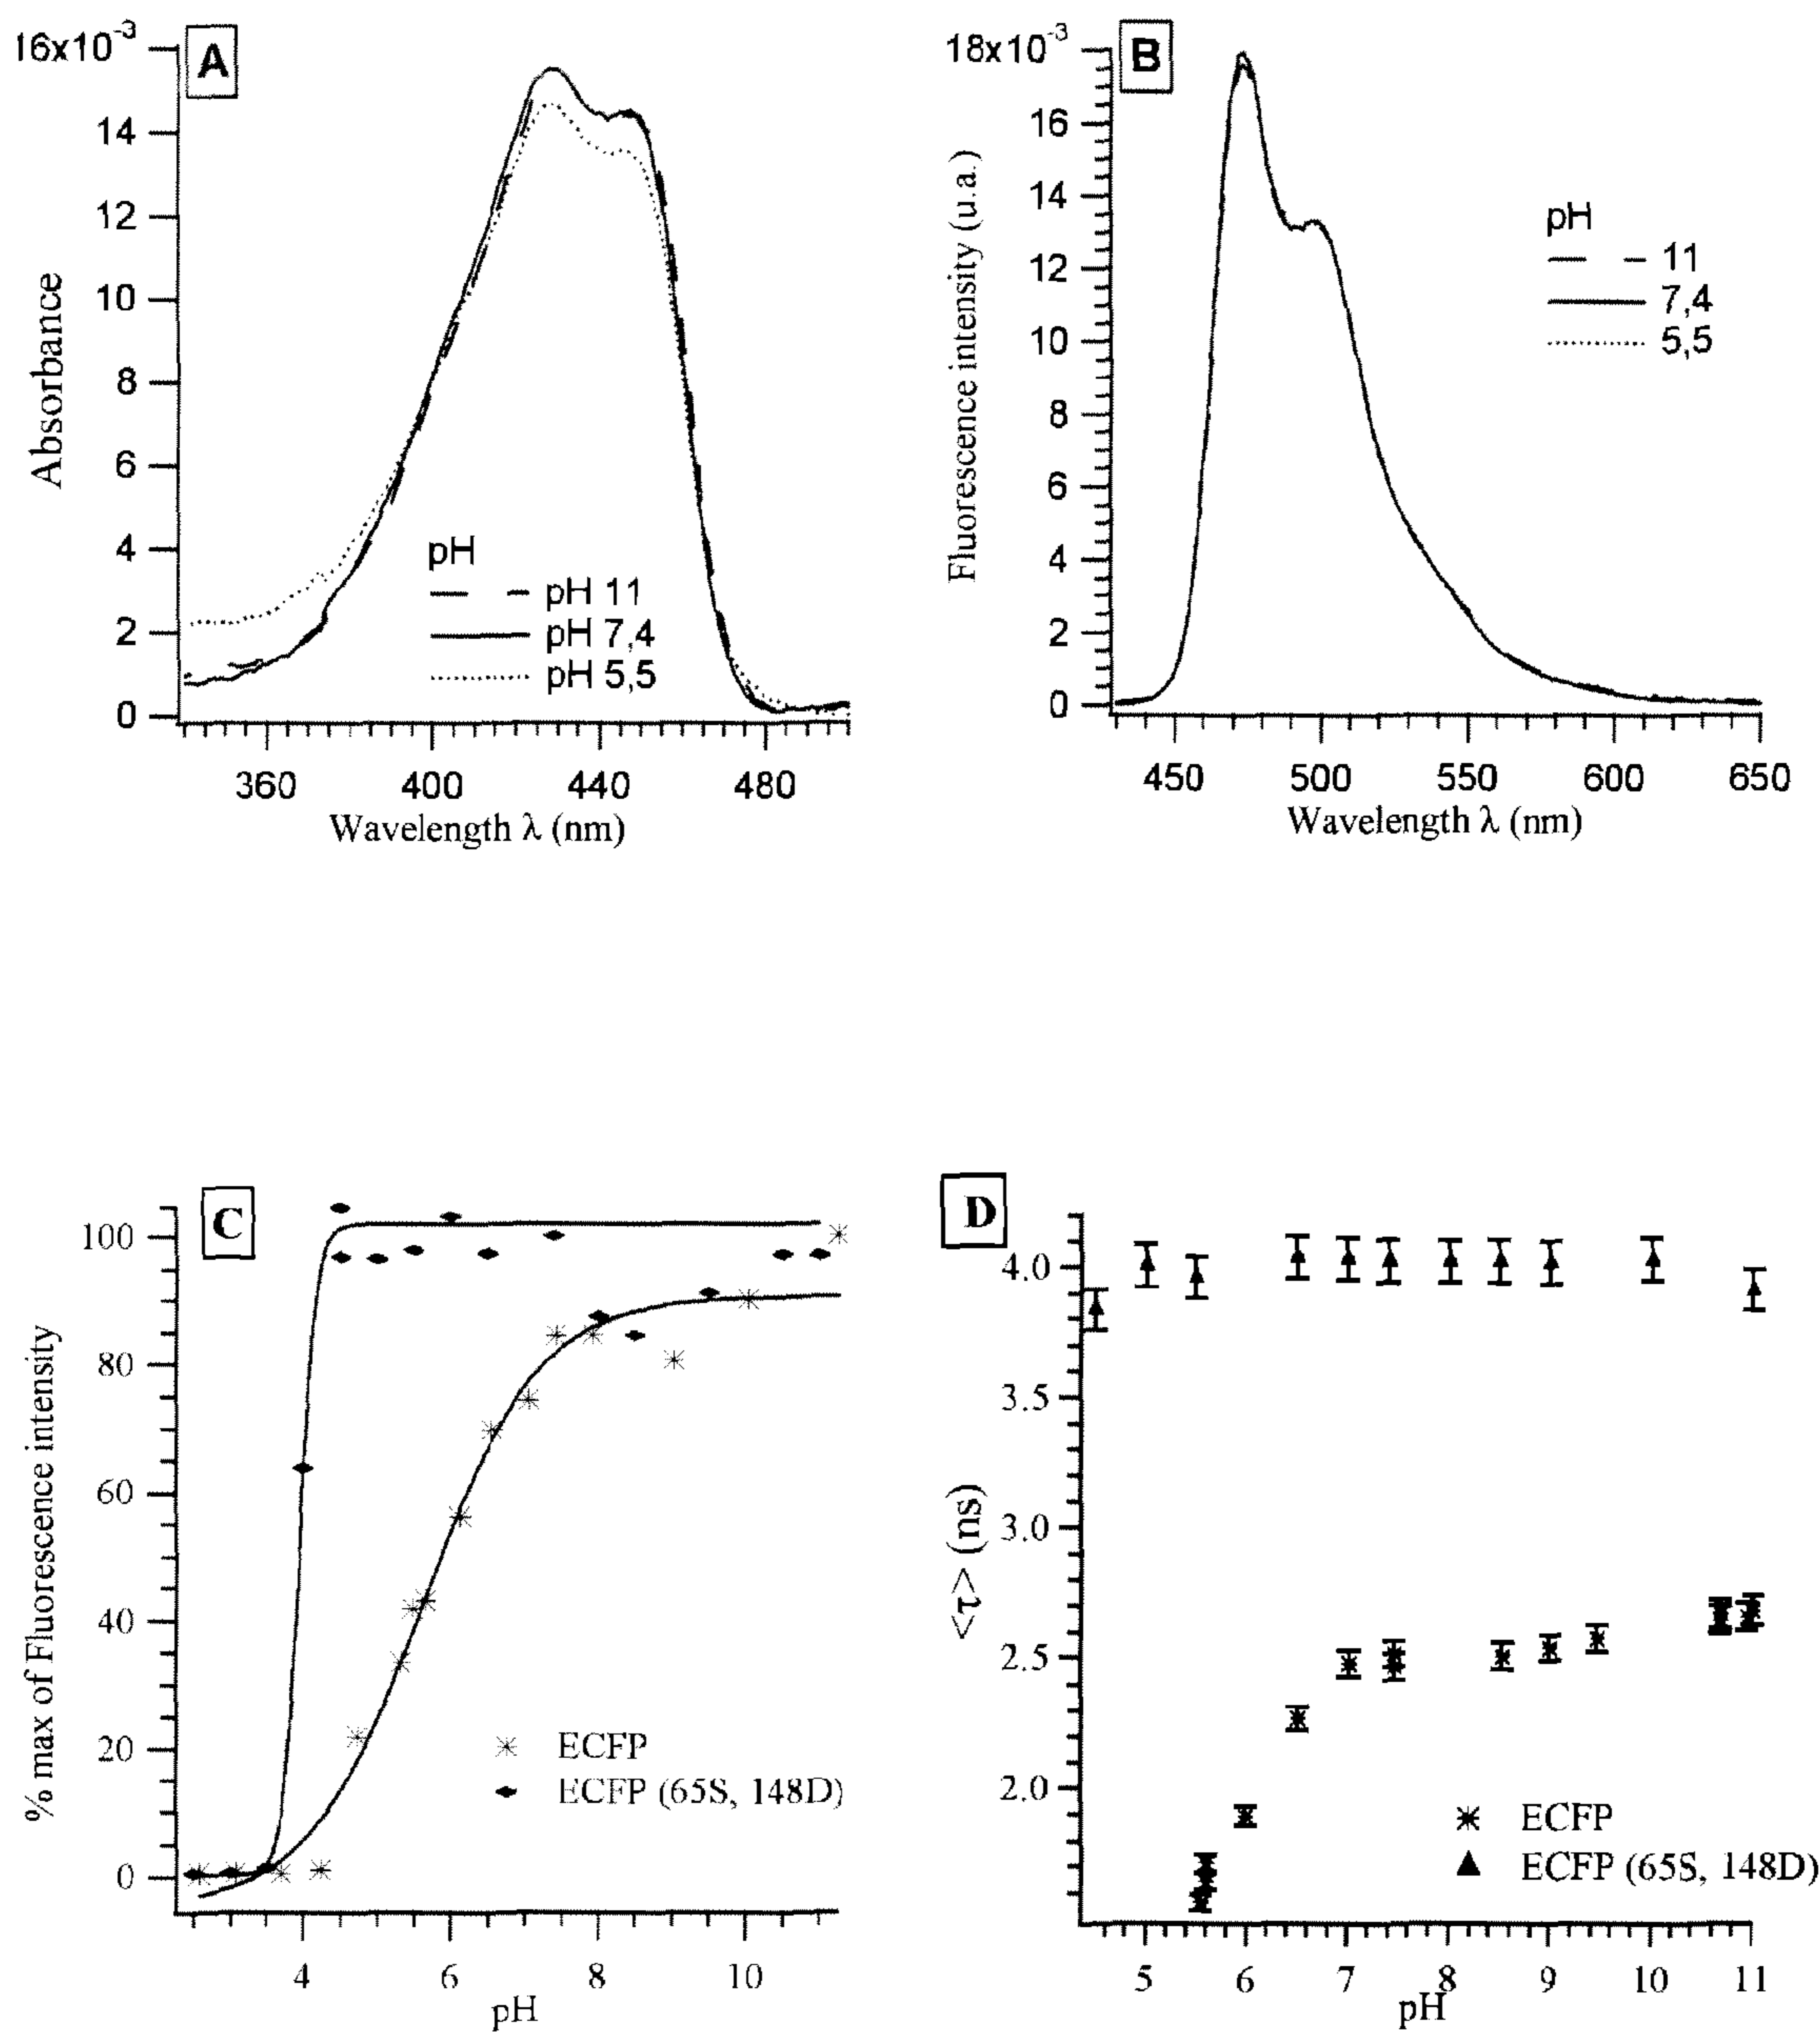 A
16x10-3
14
12
10
8
6
4
2
0
Absorbance
pH
pH 11
pH 7,4
pH 5,5
360 400 440 480
Wavelength λ (nm)
B
18x10-3
16
14
12
10
8
6
4
2
0
Fluorescence intensity (u.a.)
pH
11
7,4
5,5
450 500 550 600 650
Wavelength λ (nm)
C
100
80
60
40
20
0
% max of Fluorescence intensity
ECFP
ECFP (65S, 148D)
4 6 8 10
pH
D
4.0
3.5
3.0
2.5
2.0
<τ> (ns)
ECFP
ECFP (65S, 148D)
5 6 7 8 9 10 11
pH